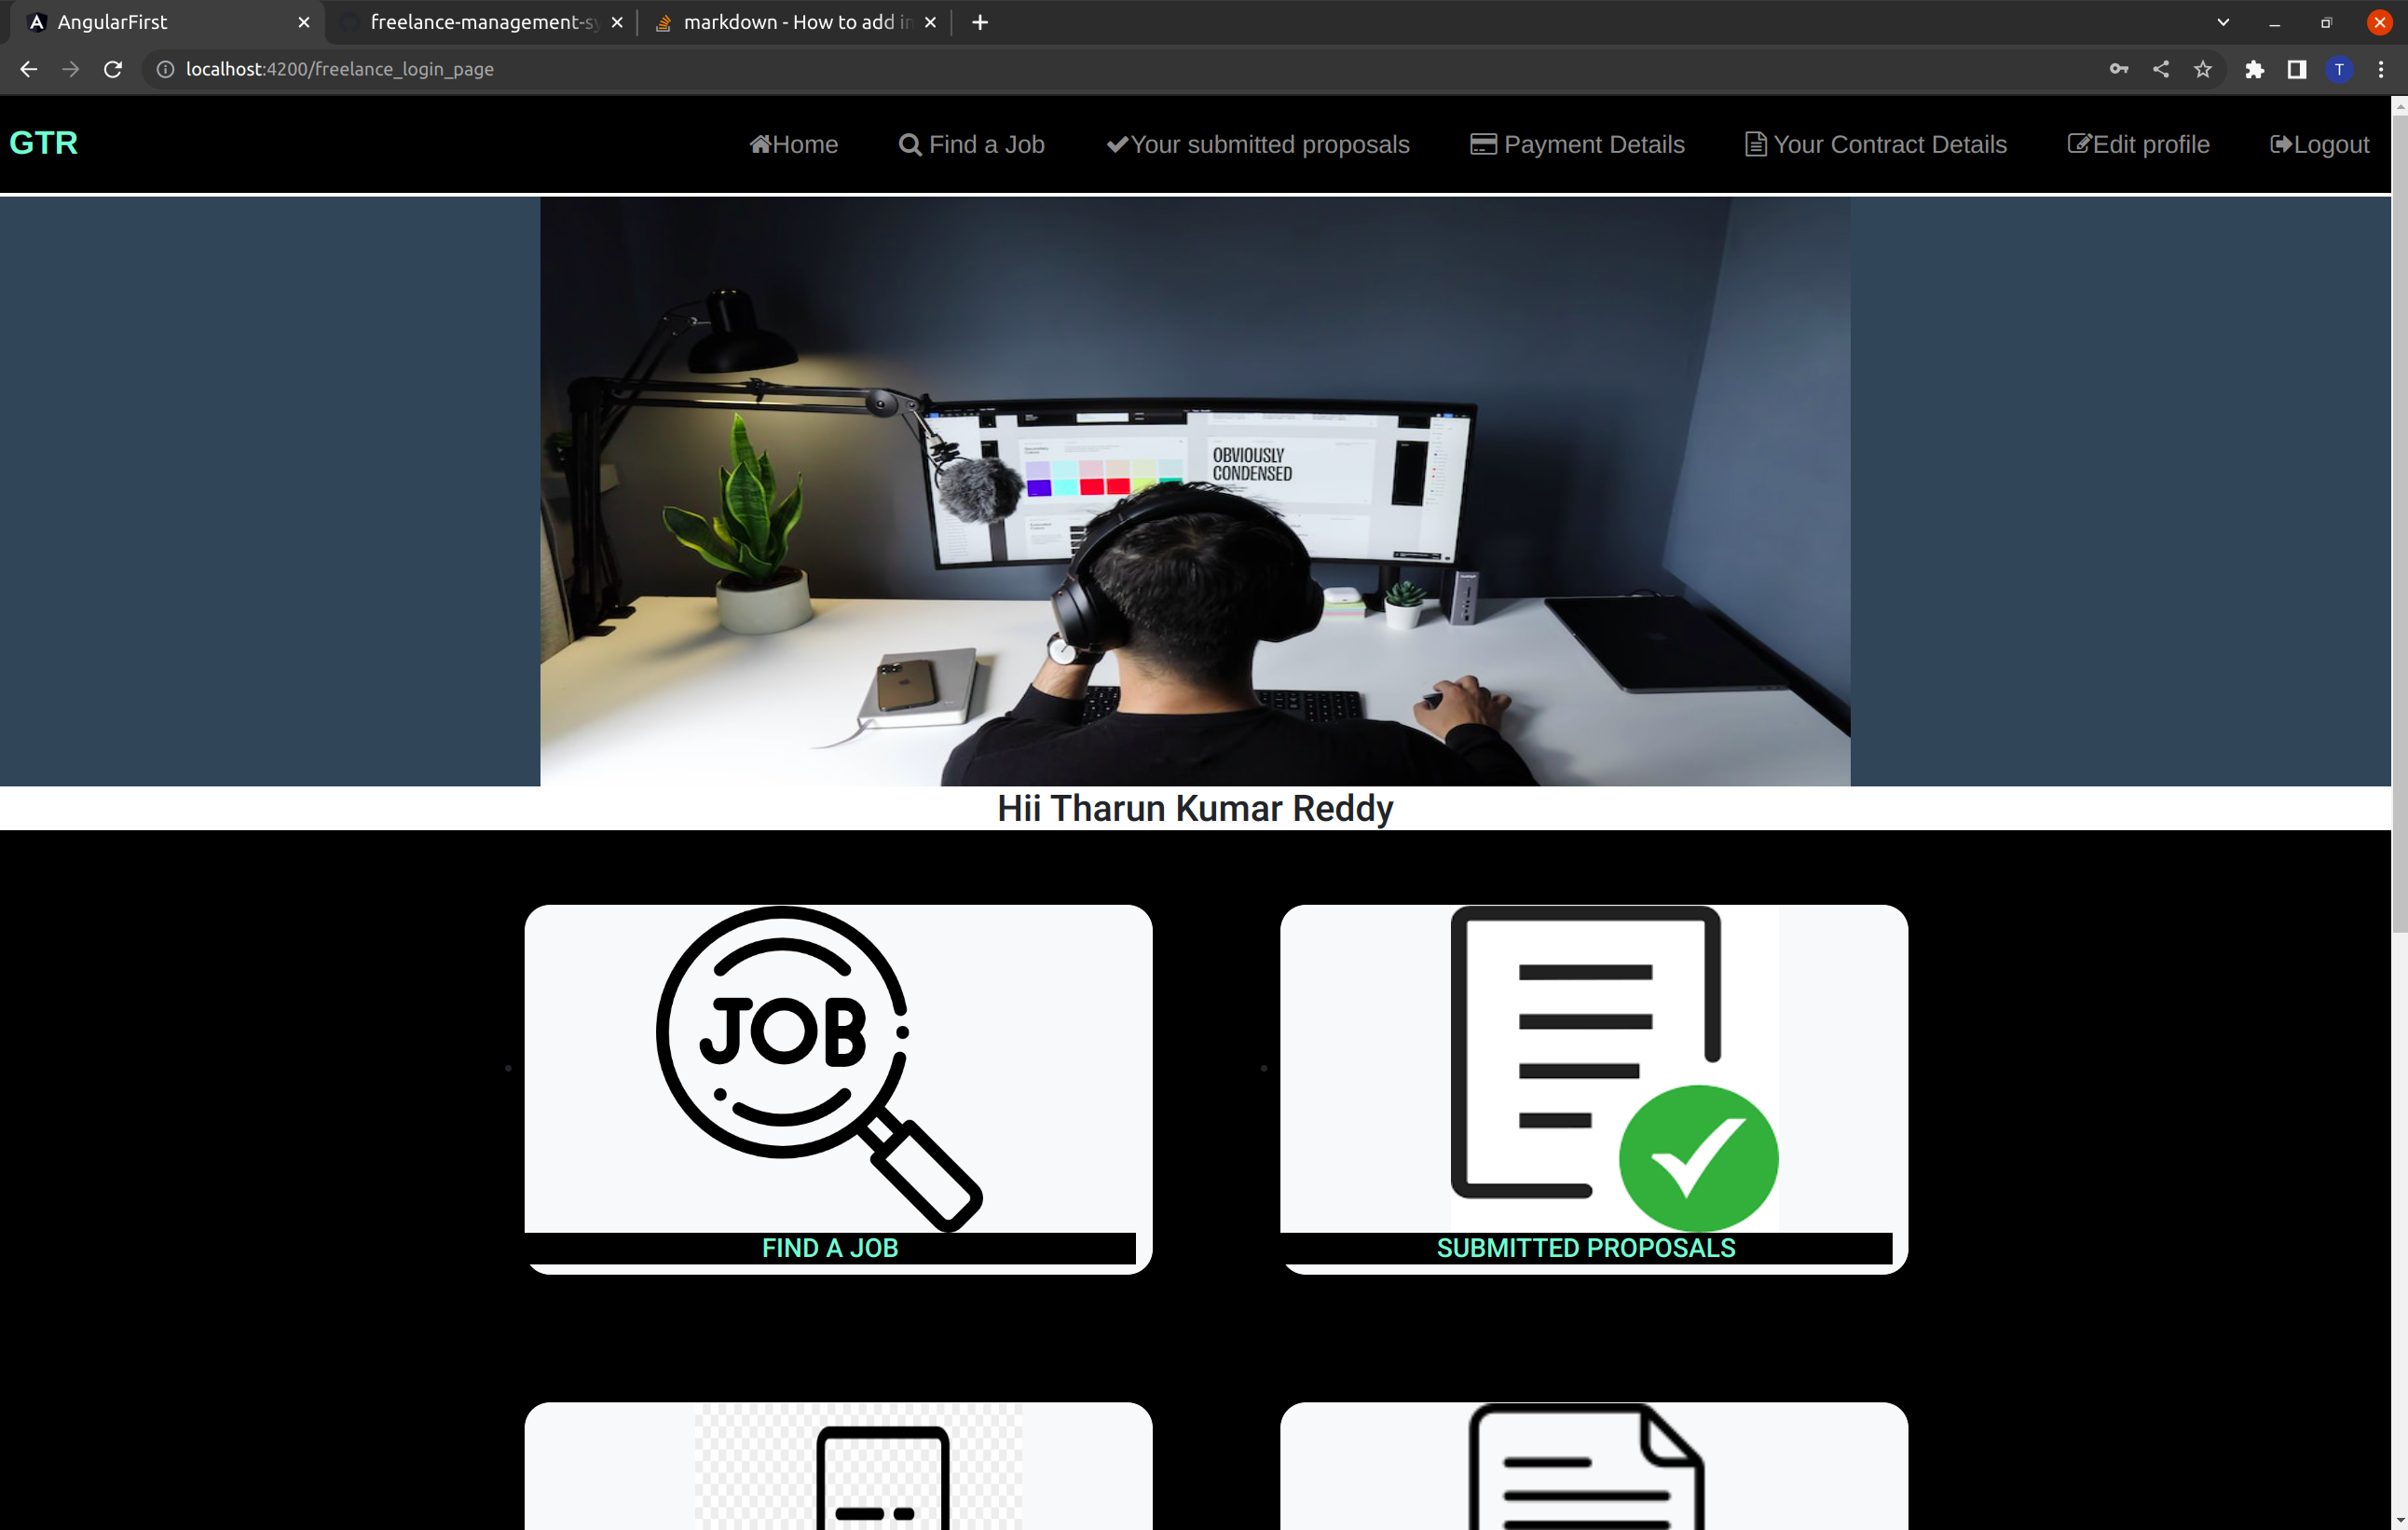 AngularFirst
freelance-management-sy
markdown - How to add in
localhost:4200/freelance_login_page
T
GTR
Home
Find a Job
Your submitted proposals
Payment Details
Your Contract Details
Edit profile
Logout
OBVIOUSLY
CONDENSED
Hii Tharun Kumar Reddy
JOB
FIND A JOB
SUBMITTED PROPOSALS